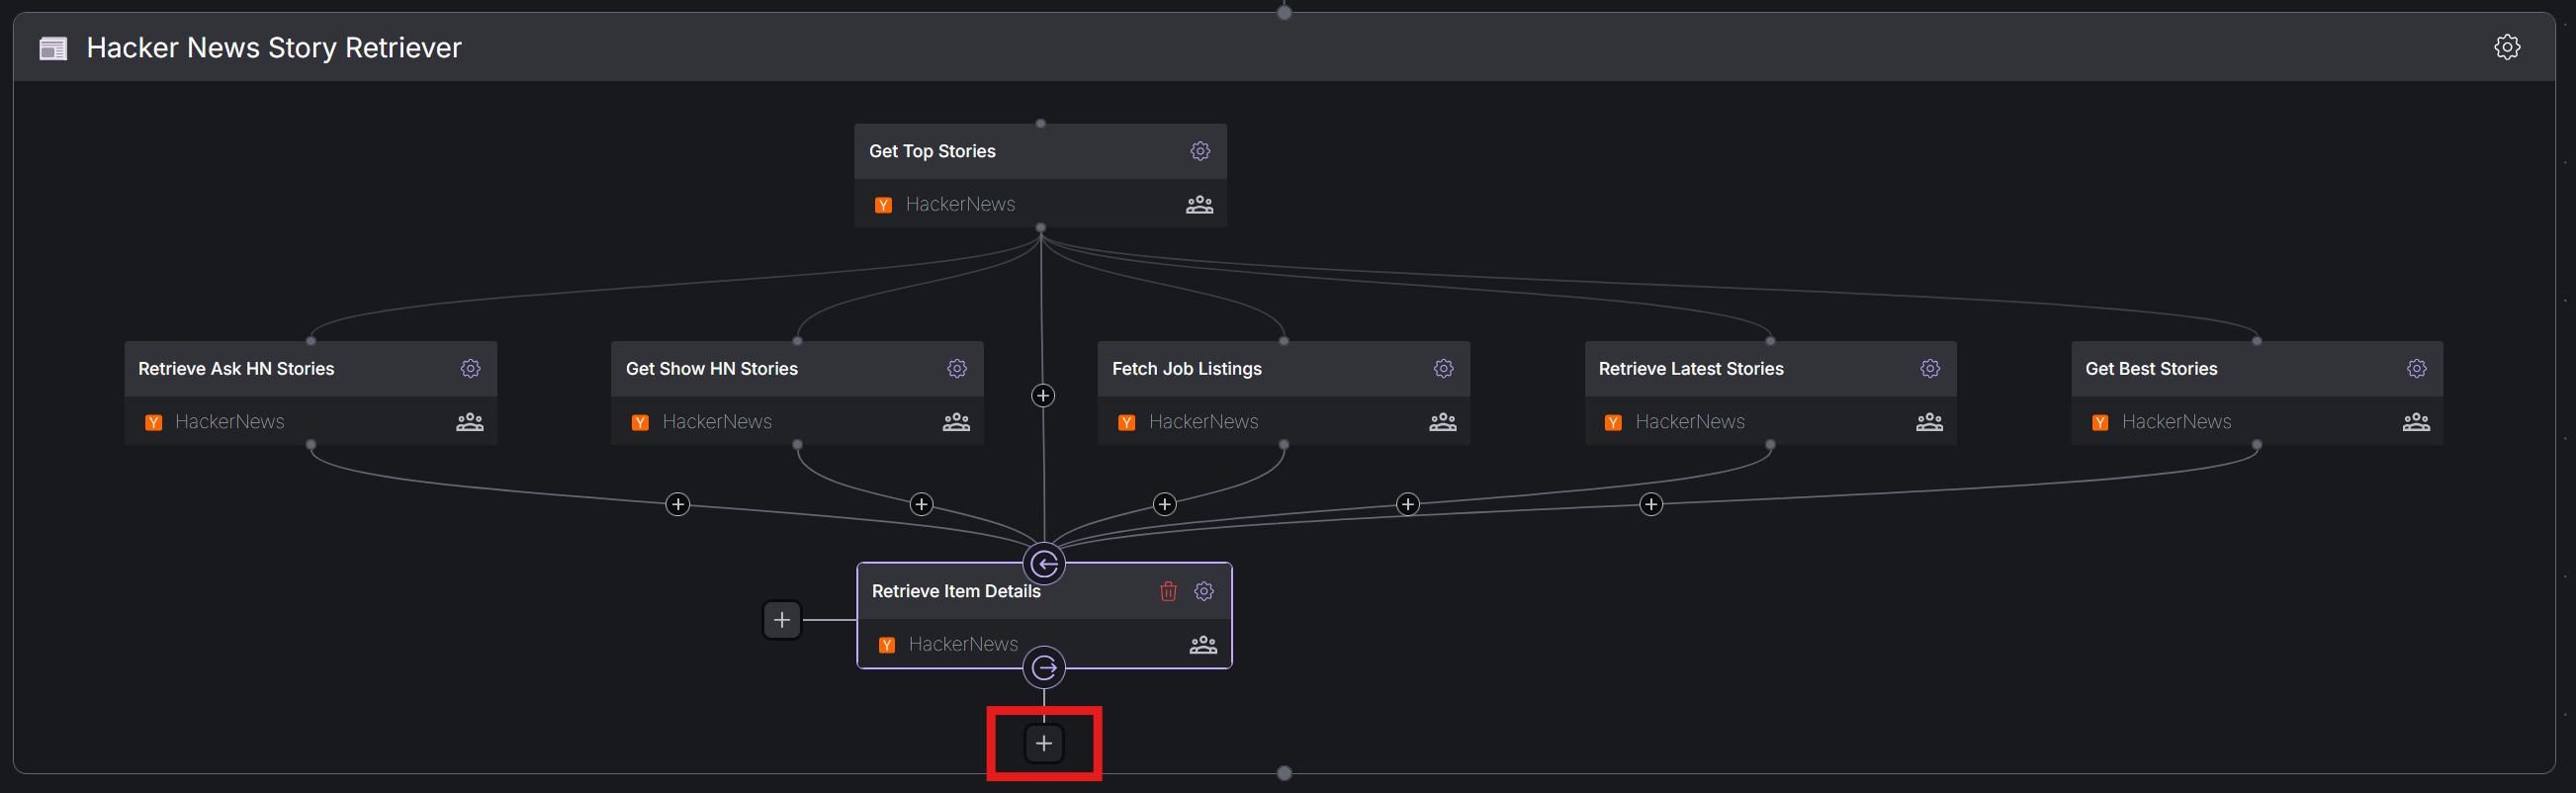 Hacker News Story Retriever
Get Top Stories
Y HackerNews
Retrieve Ask HN Stories
Y HackerNews
Get Show HN Stories
Y HackerNews
Fetch Job Listings
Y HackerNews
Retrieve Latest Stories
Y HackerNews
Get Best Stories
Y HackerNews
Retrieve Item Details
Y HackerNews